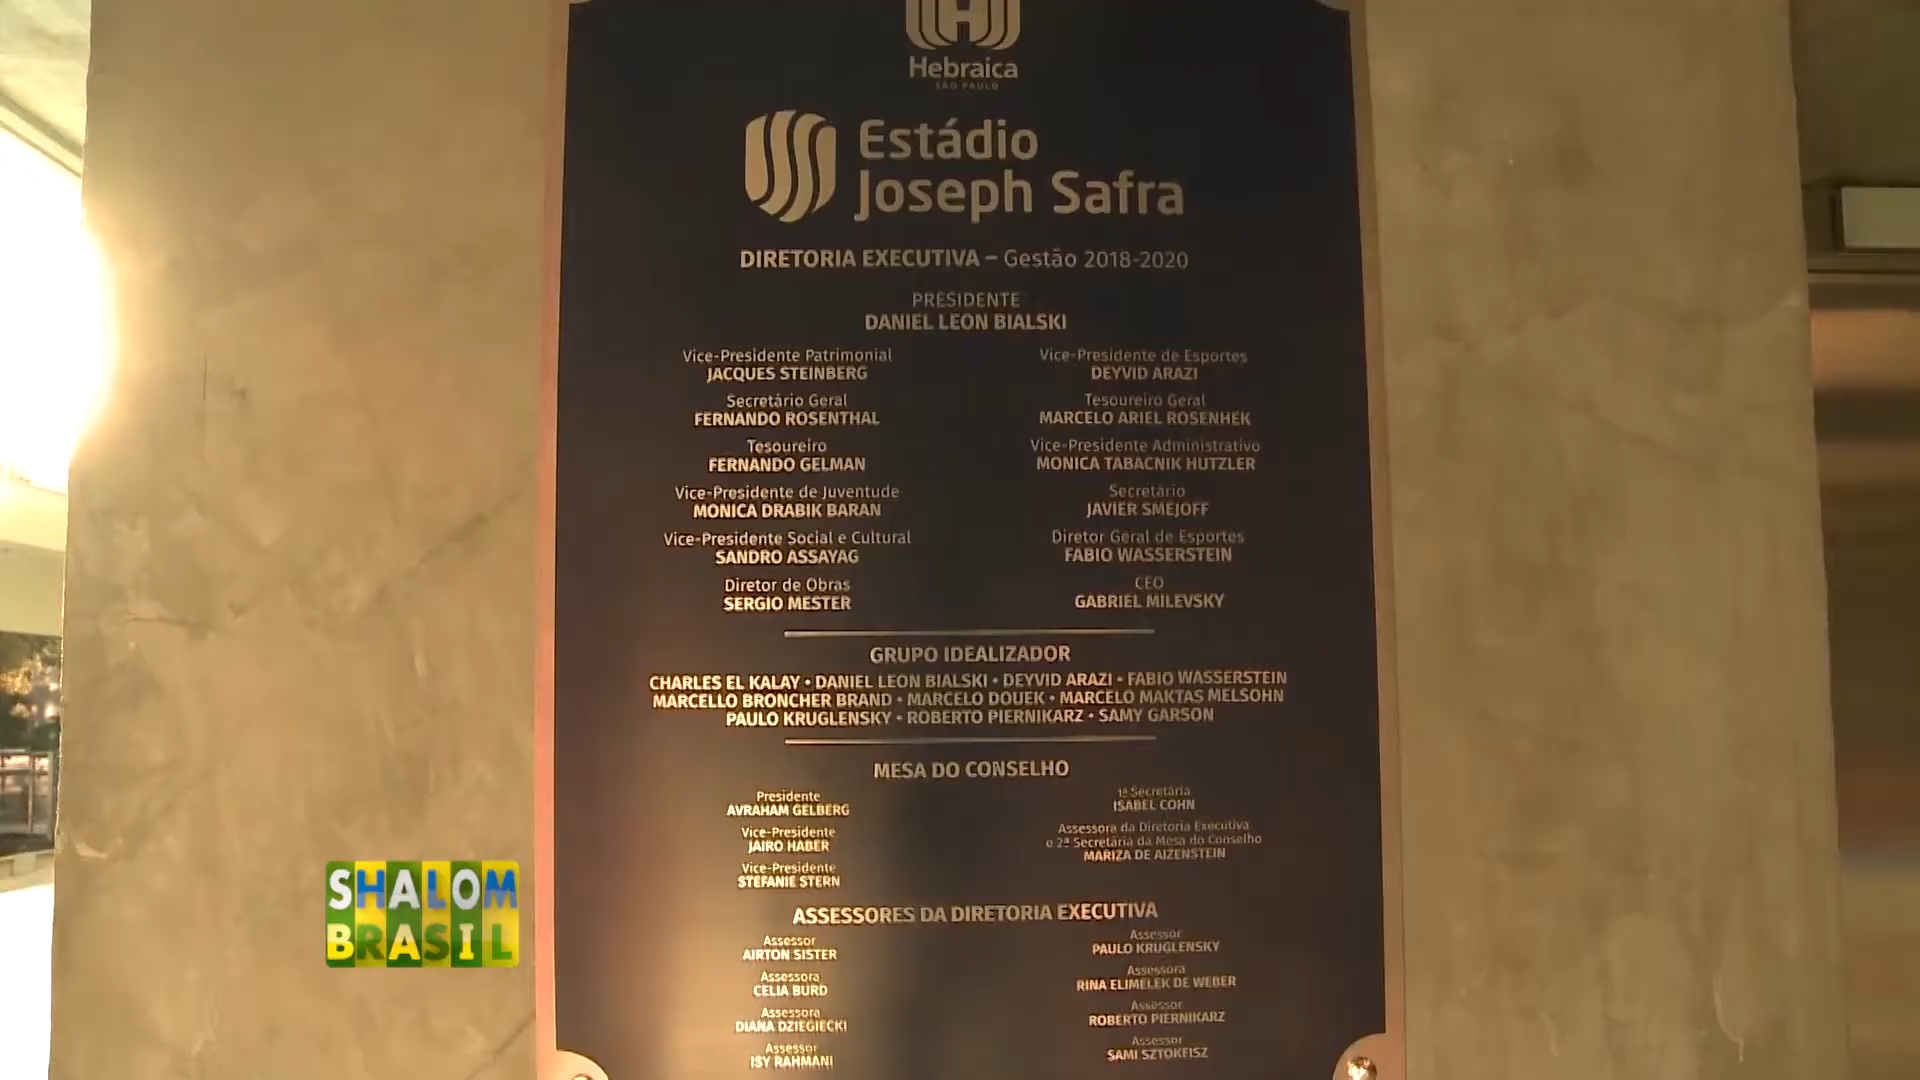 Hebraica
SÃO PAULO
Estádio
Joseph Safra
DIRETORIA EXECUTIVA – Gestão 2018-2020
PRESIDENTE
DANIEL LEON BIALSKI
Vice-Presidente Patrimonial
JACQUES STEINBERG
Secretário Geral
FERNANDO ROSENTHAL
Tesoureiro
FERNANDO GELMAN
Vice-Presidente de Juventude
MONICA DRABIK BARAN
Vice-Presidente Social e Cultural
SANDRO ASSAYAG
Diretor de Obras
SERGIO MESTER
Vice-Presidente de Esportes
DEYVID ARAZI
Tesoureiro Geral
MARCELO ARIEL ROSENHEK
Vice-Presidente Administrativo
MONICA TABACNIK HUTZLER
Secretário
JAVIER SMEJOFF
Diretor Geral de Esportes
FABIO WASSERSTEIN
CEO
GABRIEL MILEVSKY
GRUPO IDEALIZADOR
CHARLES EL KALAY • DANIEL LEON BIALSKI • DEYVID ARAZI • FABIO WASSERSTEIN
MARCELLO BRONCHER BRAND • MARCELO DOUEK • MARCELO MAKTAS MELSOHN
PAULO KRUGLENSKY • ROBERTO PIERNIKARZ • SAMY GARSON
MESA DO CONSELHO
Presidente
AVRAHAM GELBERG
Vice-Presidente
JAIRO HABER
Vice-Presidente
STEFANIE STERN
1ª Secretária
ISABEL COHN
Assessora da Diretoria Executiva
e 2ª Secretária da Mesa do Conselho
MARIZA DE AIZENSTEIN
ASSESSORES DA DIRETORIA EXECUTIVA
Assessor
AIRTON SISTER
Assessora
CELIA BURD
Assessora
DIANA DZIEGIECKI
Assessor
ISY RAHMANI
Assessor
PAULO KRUGLENSKY
Assessora
RINA ELIMELEK DE WEBER
Assessor
ROBERTO PIERNIKARZ
Assessor
SAMI SZTOKFISZ
SHALOM
BRASIL